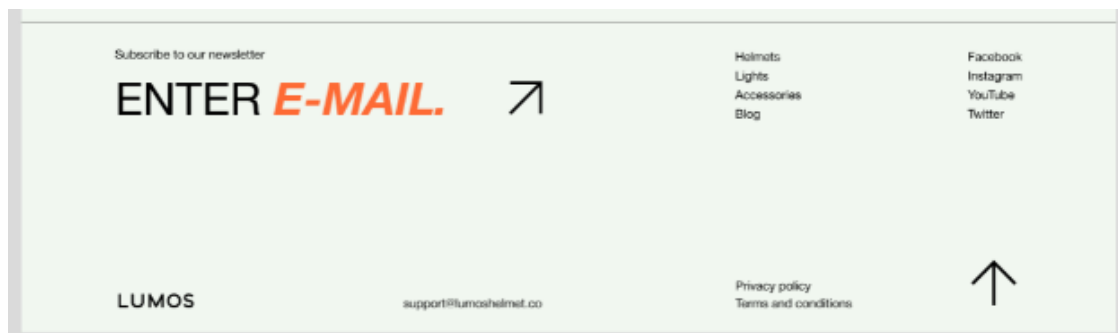 Subscribe to our newsletter
ENTER E-MAIL.
Helmets
Lights
Accessories
Blog
Facebook
Instagram
YouTube
Twitter
LUMOS
support@lumoshelmet.co
Privacy policy
Terms and conditions